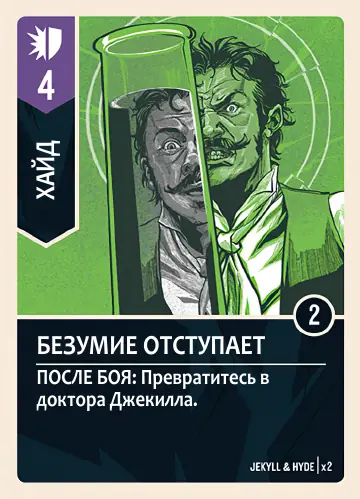 4
ХАЙД
2
БЕЗУМИЕ ОТСТУПАЕТ
ПОСЛЕ БОЯ: Превратитесь в
доктора Джекилла.
JEKYLL & HYDE | x2